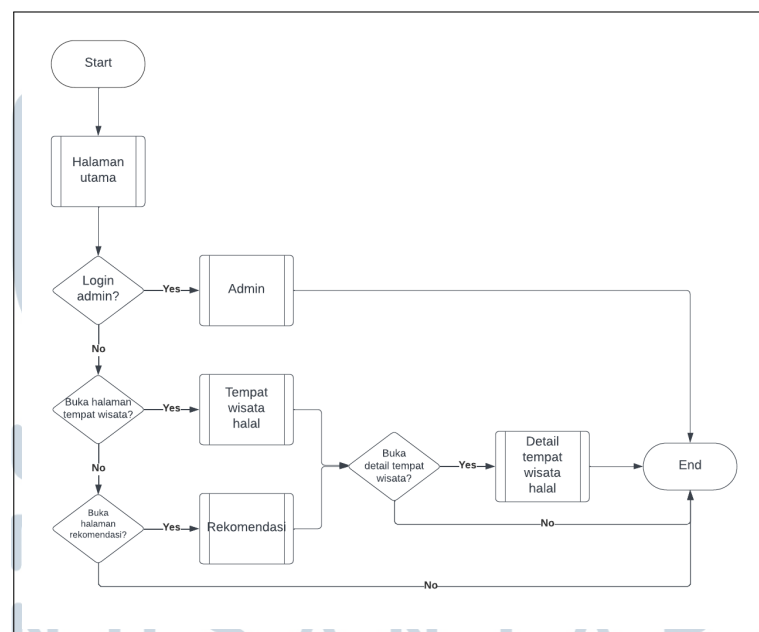 Start
Halaman
utama
Login
admin?
Yes
Admin
No
Buka halaman
tempat wisata?
Yes
Tempat
wisata
halal
Buka
detail tempat
wisata?
Yes
Detail
tempat
wisata
halal
End
No
No
Buka
halaman
rekomendasi?
Yes
Rekomendasi
No